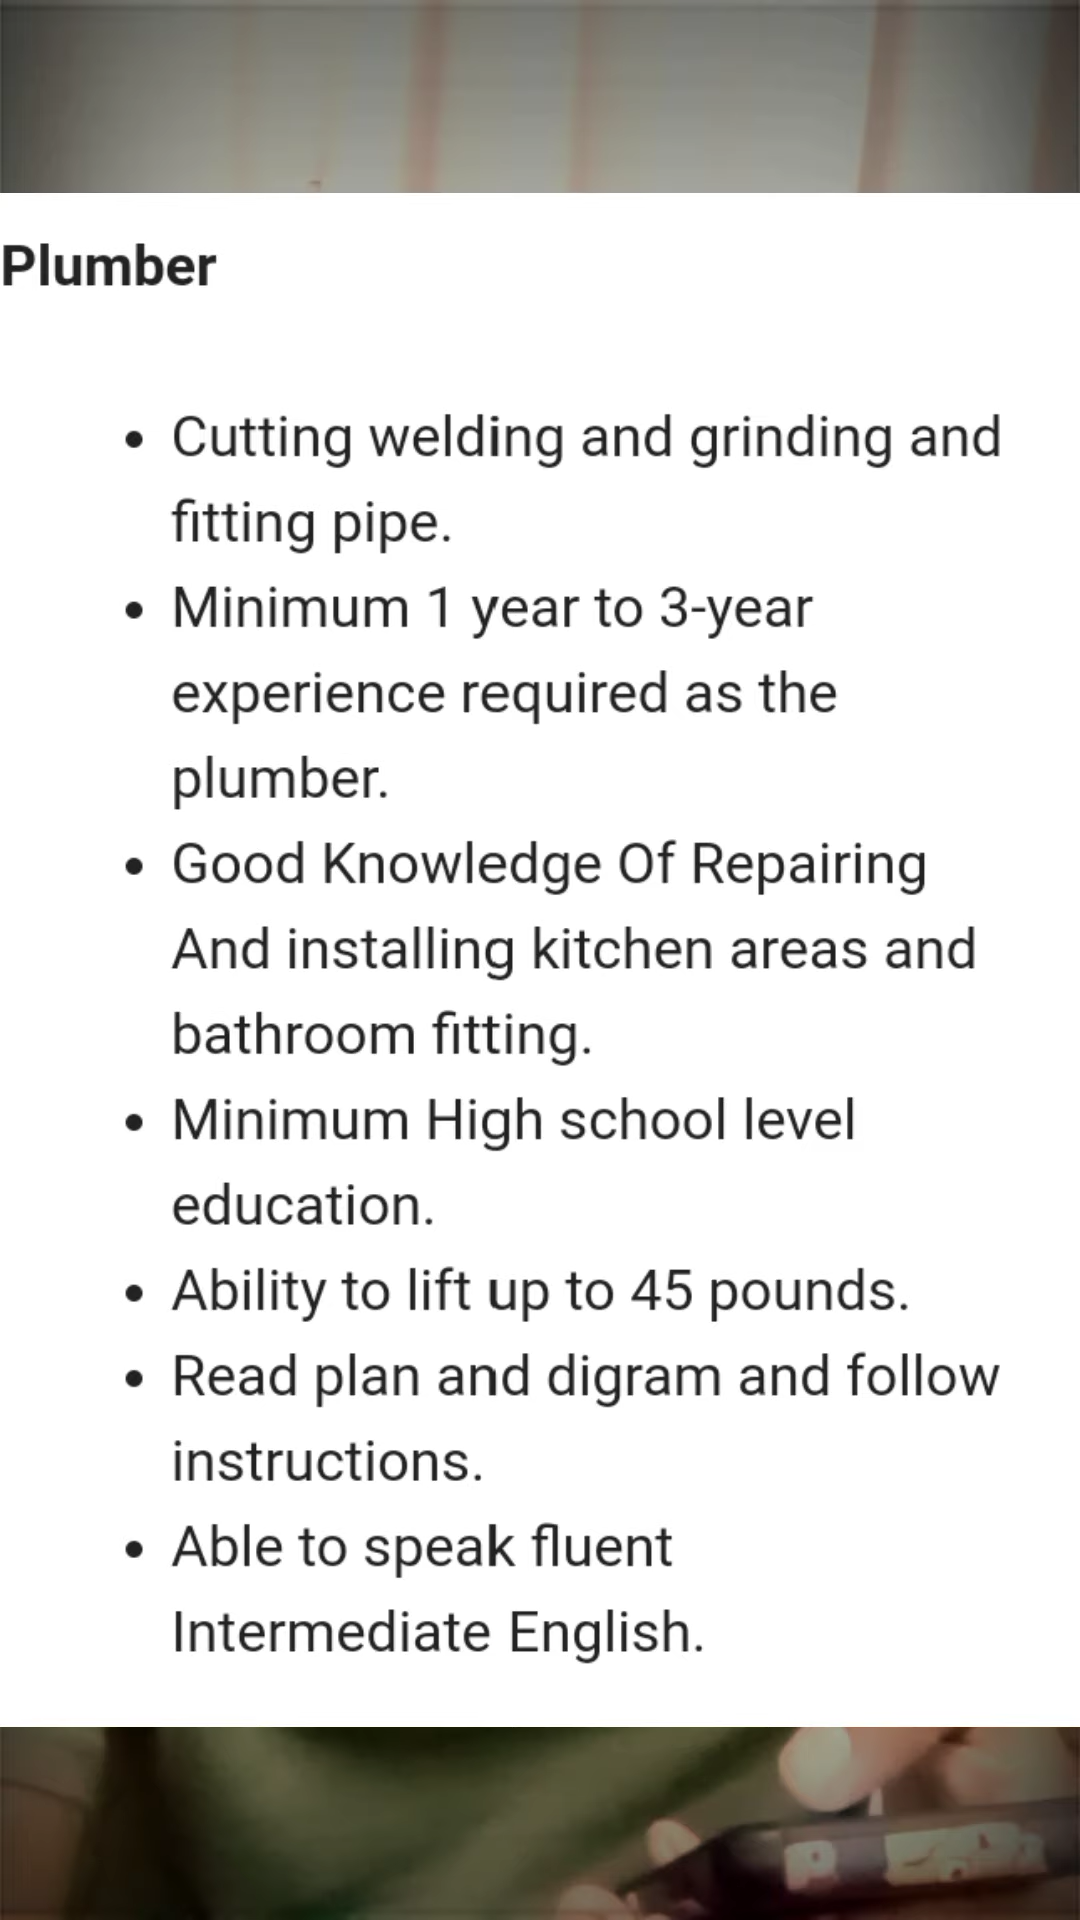 Plumber
Cutting welding and grinding and
fitting pipe.
Minimum 1 year to 3-year
experience required as the
plumber.
Good Knowledge Of Repairing
And installing kitchen areas and
bathroom fitting.
Minimum High school level
education.
Ability to lift up to 45 pounds.
Read plan and digram and follow
instructions.
Able to speak fluent
Intermediate English.